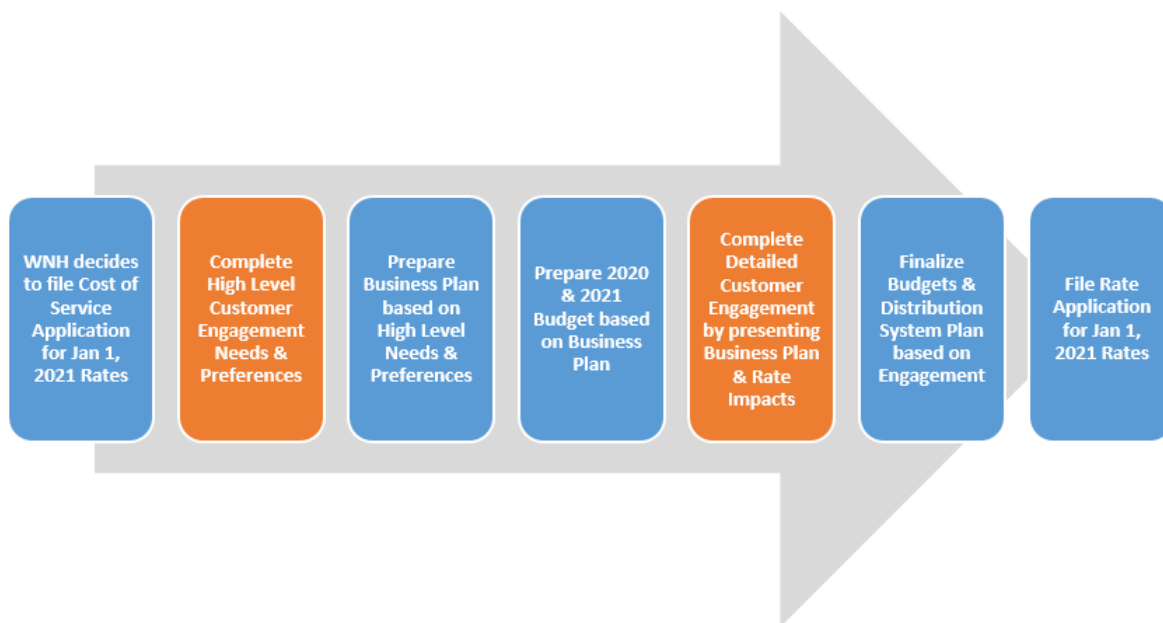 WNH decides
to file Cost of
Service
Application
for Jan 1,
2021 Rates
Complete
High Level
Customer
Engagement
Needs &
Preferences
Prepare
Business Plan
based on
High Level
Needs &
Preferences
Prepare 2020
& 2021
Budget based
on Business
Plan
Complete
Detailed
Customer
Engagement
by presenting
Business Plan
& Rate
Impacts
Finalize
Budgets &
Distribution
System Plan
based on
Engagement
File Rate
Application
for Jan 1,
2021 Rates